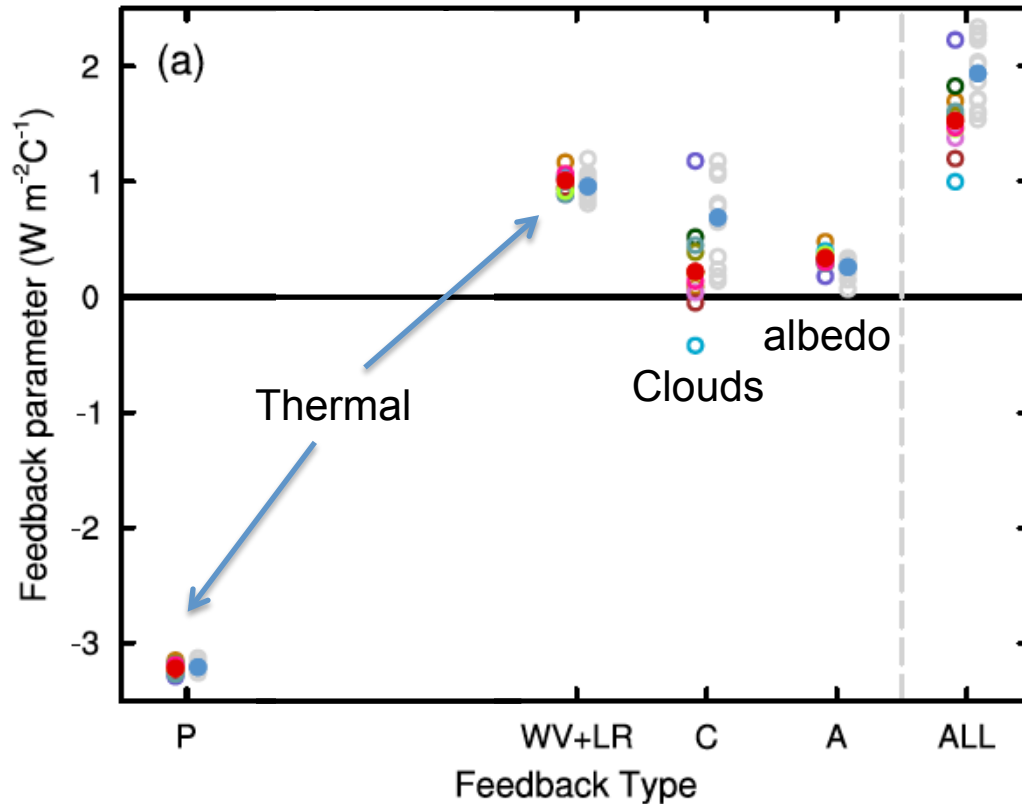 (a)
Feedback parameter (W m⁻²C⁻¹)
2
1
0
-1
-2
-3
Thermal
Clouds
albedo
P
WV+LR
C
A
ALL
Feedback Type